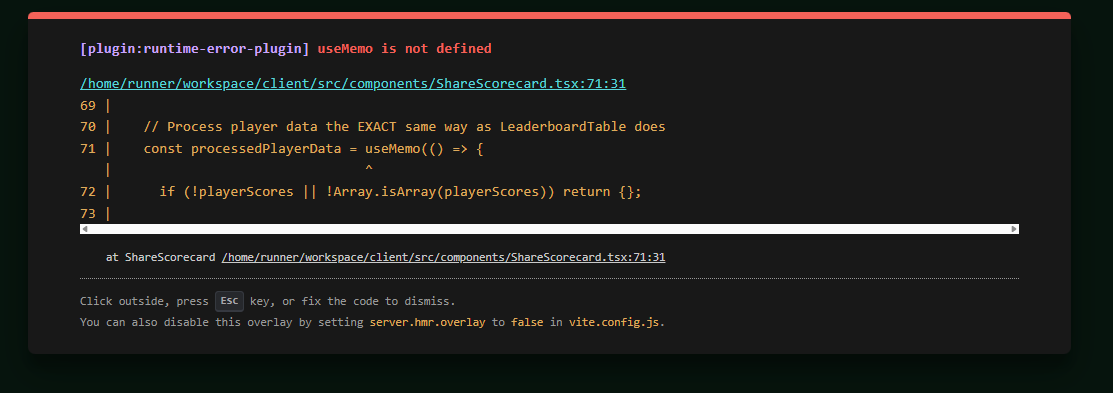 [plugin:runtime-error-plugin] useMemo is not defined
/home/runner/workspace/client/src/components/ShareScorecard.tsx:71:31
69 |
70 |    // Process player data the EXACT same way as LeaderboardTable does
71 |    const processedPlayerData = useMemo(() => {
   |                                ^
72 |      if (!playerScores || !Array.isArray(playerScores)) return {};
73 |
at ShareScorecard /home/runner/workspace/client/src/components/ShareScorecard.tsx:71:31
Click outside, press Esc key, or fix the code to dismiss.
You can also disable this overlay by setting server.hmr.overlay to false in vite.config.js.